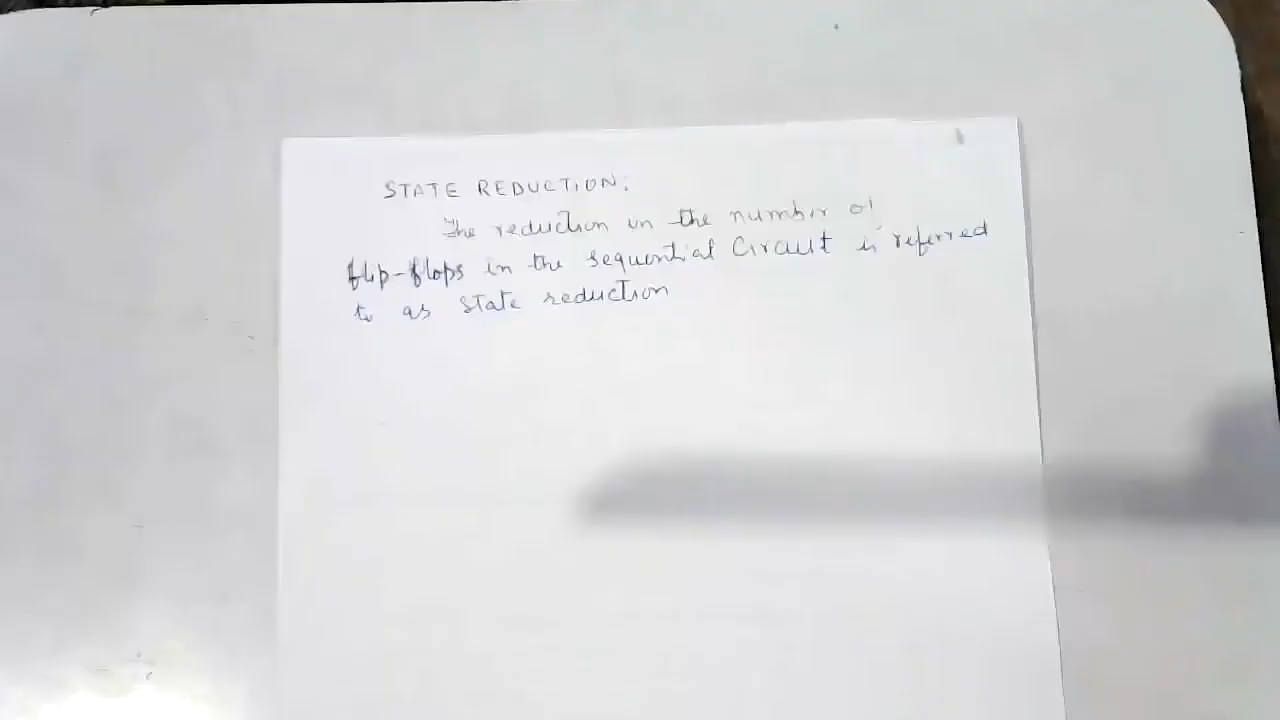 STATE REDUCTION:
The reduction in the number of
flip-flops in the sequential Circuit is referred
to as state reduction